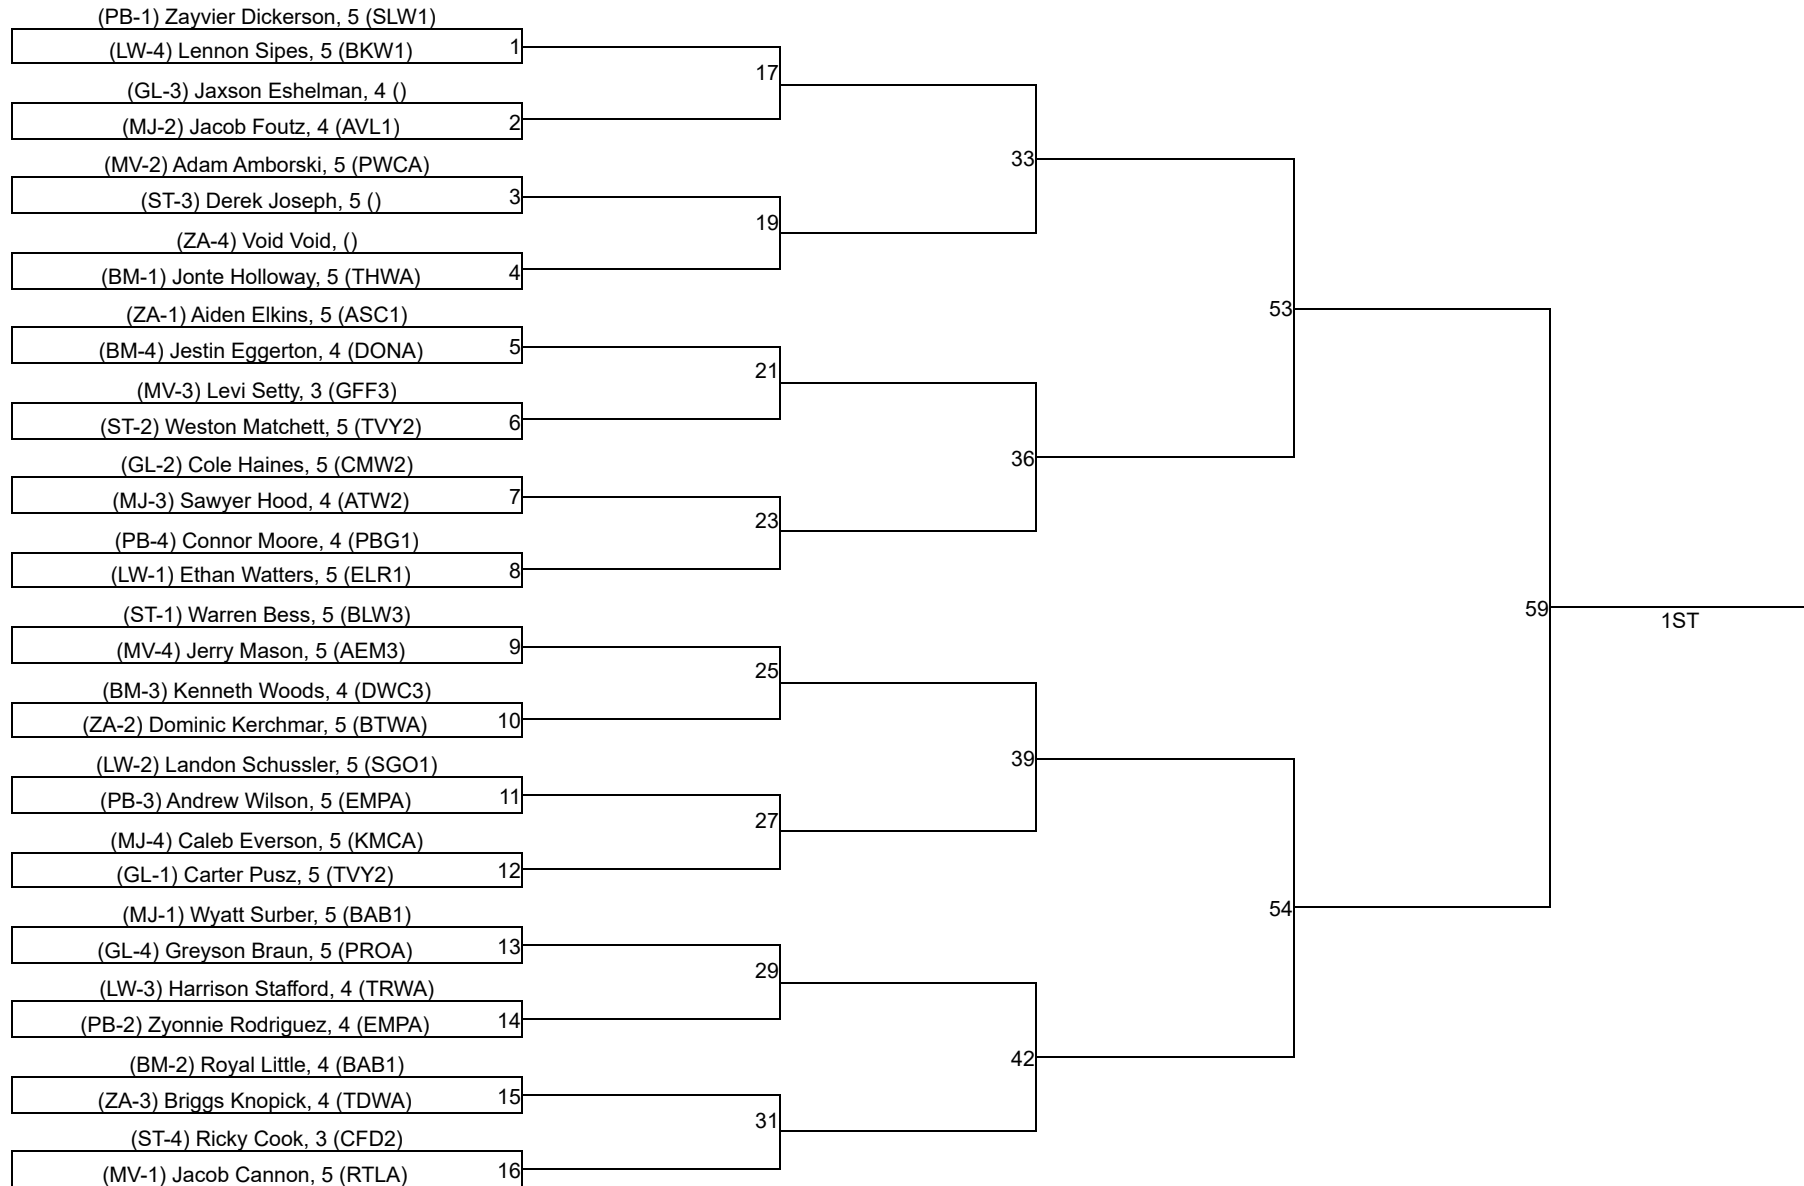 (PB-1) Zayvier Dickerson, 5 (SLW1)
(LW-4) Lennon Sipes, 5 (BKW1) 1
17
(GL-3) Jaxson Eshelman, 4 ()
(MJ-2) Jacob Foutz, 4 (AVL1) 2
33
(MV-2) Adam Amborski, 5 (PWCA)
(ST-3) Derek Joseph, 5 () 3
19
(ZA-4) Void Void, ()
(BM-1) Jonte Holloway, 5 (THWA) 4
53
(ZA-1) Aiden Elkins, 5 (ASC1)
(BM-4) Jestin Eggerton, 4 (DONA) 5
21
(MV-3) Levi Setty, 3 (GFF3)
(ST-2) Weston Matchett, 5 (TVY2) 6
36
(GL-2) Cole Haines, 5 (CMW2)
(MJ-3) Sawyer Hood, 4 (ATW2) 7
23
(PB-4) Connor Moore, 4 (PBG1)
(LW-1) Ethan Watters, 5 (ELR1) 8
59
1ST
(ST-1) Warren Bess, 5 (BLW3)
(MV-4) Jerry Mason, 5 (AEM3) 9
25
(BM-3) Kenneth Woods, 4 (DWC3)
(ZA-2) Dominic Kerchmar, 5 (BTWA) 10
39
(LW-2) Landon Schussler, 5 (SGO1)
(PB-3) Andrew Wilson, 5 (EMPA) 11
27
(MJ-4) Caleb Everson, 5 (KMCA)
(GL-1) Carter Pusz, 5 (TVY2) 12
54
(MJ-1) Wyatt Surber, 5 (BAB1)
(GL-4) Greyson Braun, 5 (PROA) 13
29
(LW-3) Harrison Stafford, 4 (TRWA)
(PB-2) Zyonnie Rodriguez, 4 (EMPA) 14
42
(BM-2) Royal Little, 4 (BAB1)
(ZA-3) Briggs Knopick, 4 (TDWA) 15
31
(ST-4) Ricky Cook, 3 (CFD2)
(MV-1) Jacob Cannon, 5 (RTLA) 16